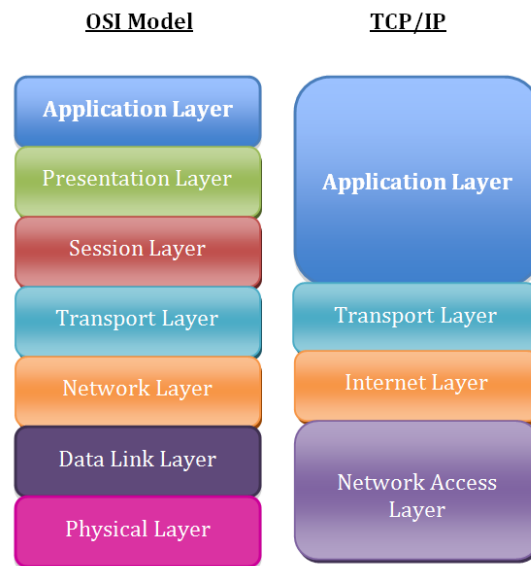 OSI Model
TCP/IP
Application Layer
Presentation Layer
Session Layer
Transport Layer
Network Layer
Data Link Layer
Physical Layer
Application Layer
Transport Layer
Internet Layer
Network Access
Layer